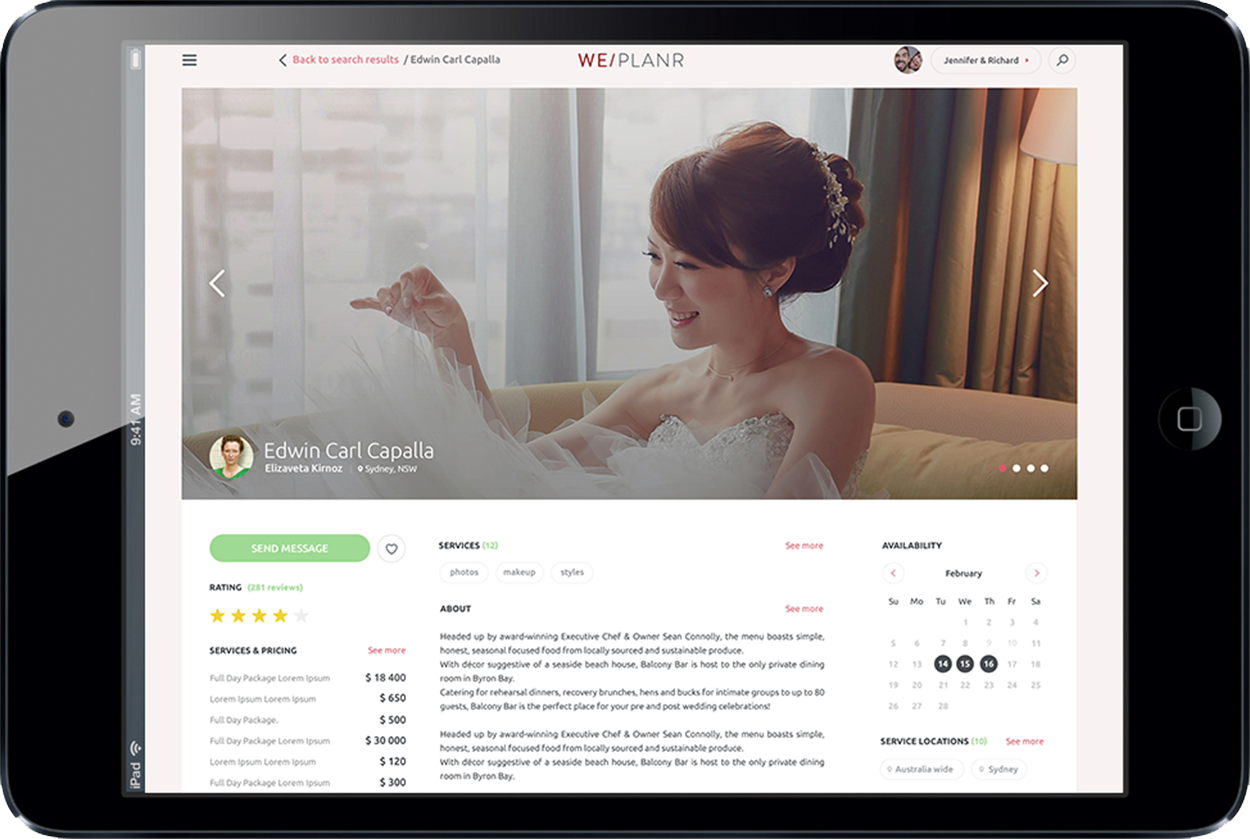 Back to search results / Edwin Carl Capalla
WE/PLANR
Jennifer & Richard
9:41 AM
iPad
Edwin Carl Capalla
Elizaveta Kirnoz | Sydney, NSW
SEND MESSAGE
RATING (281 reviews)
SERVICES & PRICING See more
Full Day Package Lorem Ipsum $ 18 400
Lorem Ipsum Lorem Ipsum $ 650
Full Day Package. $ 500
Full Day Package Lorem Ipsum $ 30 000
Lorem Ipsum Lorem Ipsum $ 120
Full Day Package Lorem Ipsum $ 300
SERVICES (12) See more
photos makeup styles
ABOUT See more
Headed up by award-winning Executive Chef & Owner Sean Connolly, the menu boasts simple,
honest, seasonal focused food from locally sourced and sustainable produce.
With décor suggestive of a seaside beach house, Balcony Bar is host to the only private dining
room in Byron Bay.
Catering for rehearsal dinners, recovery brunches, hens and bucks for intimate groups to up to 80
guests, Balcony Bar is the perfect place for your pre and post wedding celebrations!
Headed up by award-winning Executive Chef & Owner Sean Connolly, the menu boasts simple,
honest, seasonal focused food from locally sourced and sustainable produce.
With décor suggestive of a seaside beach house, Balcony Bar is host to the only private dining
room in Byron Bay.
AVAILABILITY
February
Su Mo Tu We Th Fr Sa
1 2 3 4
5 6 7 8 9 10 11
12 13 14 15 16 17 18
19 20 21 22 23 24 25
26 27 28
SERVICE LOCATIONS (10) See more
Australia wide Sydney